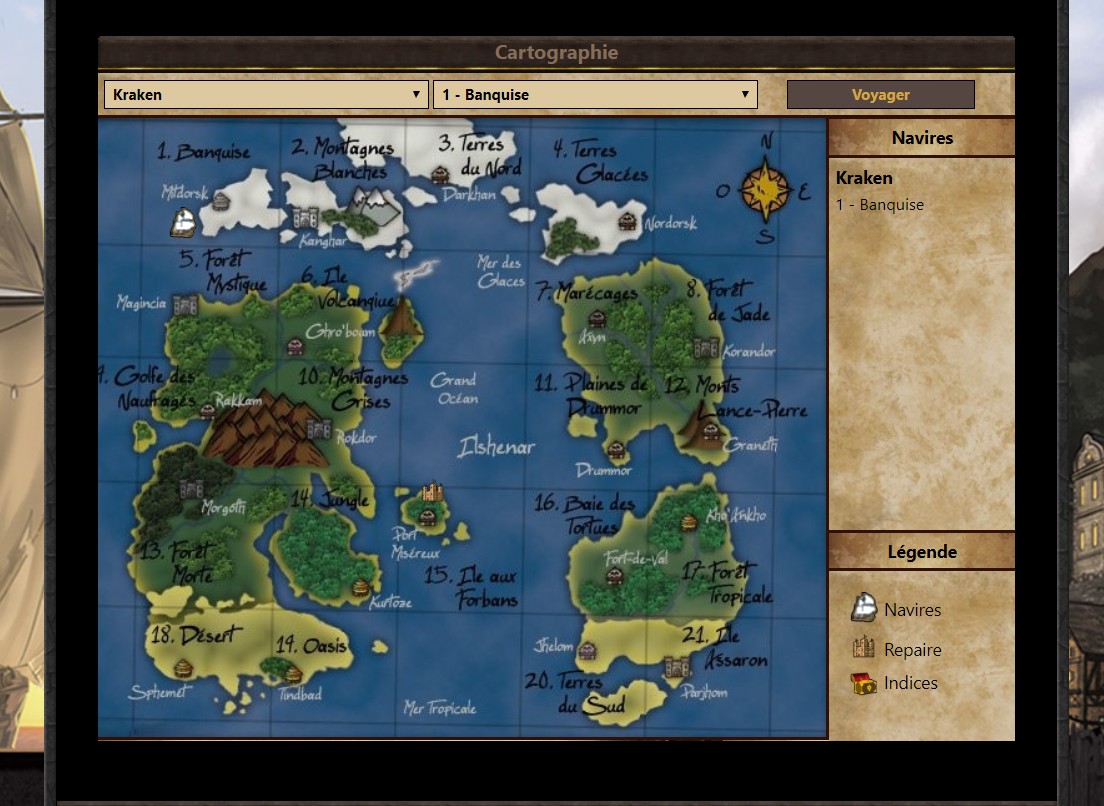 Cartographie
Kraken
1 - Banquise
Voyager
Navires
Kraken
1 - Banquise
1. Banquise
2. Montagnes
Blanches
3. Terres
du Nord
4. Terres
Glacées
N
O
E
S
Mitdorsk
Darkhan
Kanghar
Nordorsk
5. Forêt
Mystique
6. Ile
Volcanique
Mer des
Glaces
7. Marécages
8. Forêt
de Jade
Magincia
Ghro'boum
Korandor
9. Golfe des
Naufragés
Rakkam
10. Montagnes
Grises
Grand
Océan
11. Plaines de
Drummor
12. Monts
Lance-Pierre
Rokdor
Ilshenar
Graneth
Drummor
Morgoth
14. Jungle
Port
Miséreux
16. Baie des
Tortues
13. Forêt
Morte
15. Ile aux
Forbans
Fort-de-Val
17. Forêt
Tropicale
Kurtoze
18. Désert
19. Oasis
Jhelom
21. Ile
Assaron
Sphemet
Tindbad
Mer Tropicale
20. Terres
du Sud
Parjhom
Légende
Navires
Repaire
Indices